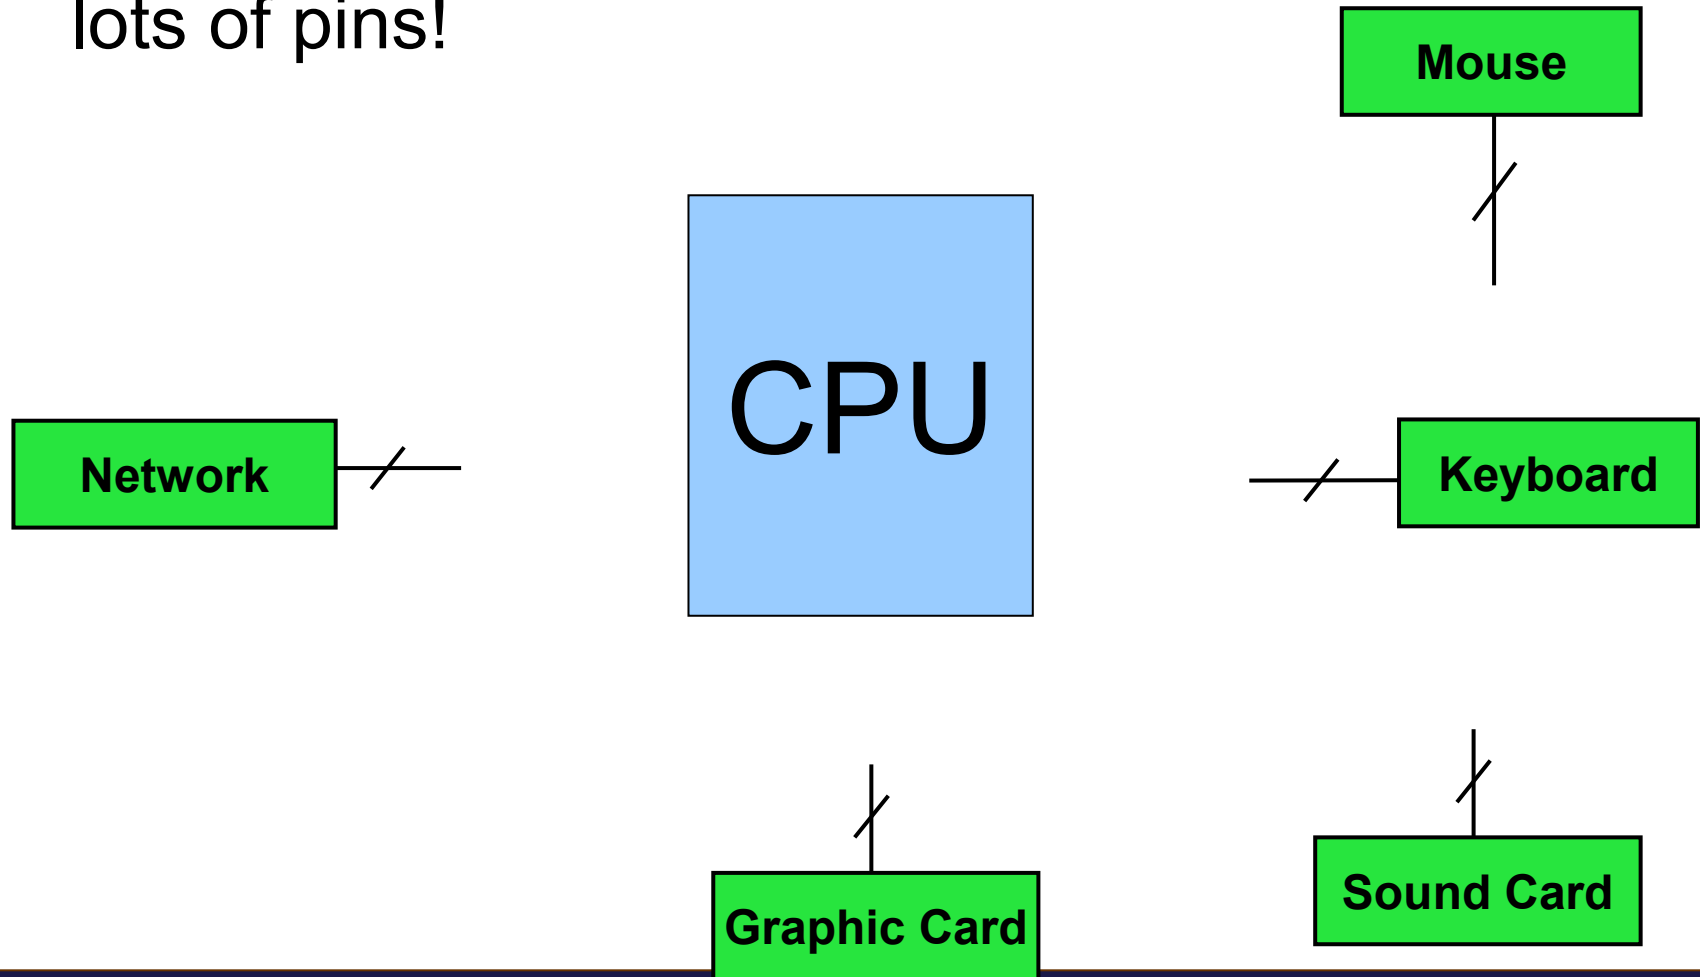 lots of pins!
Mouse
CPU
Network
Keyboard
Sound Card
Graphic Card